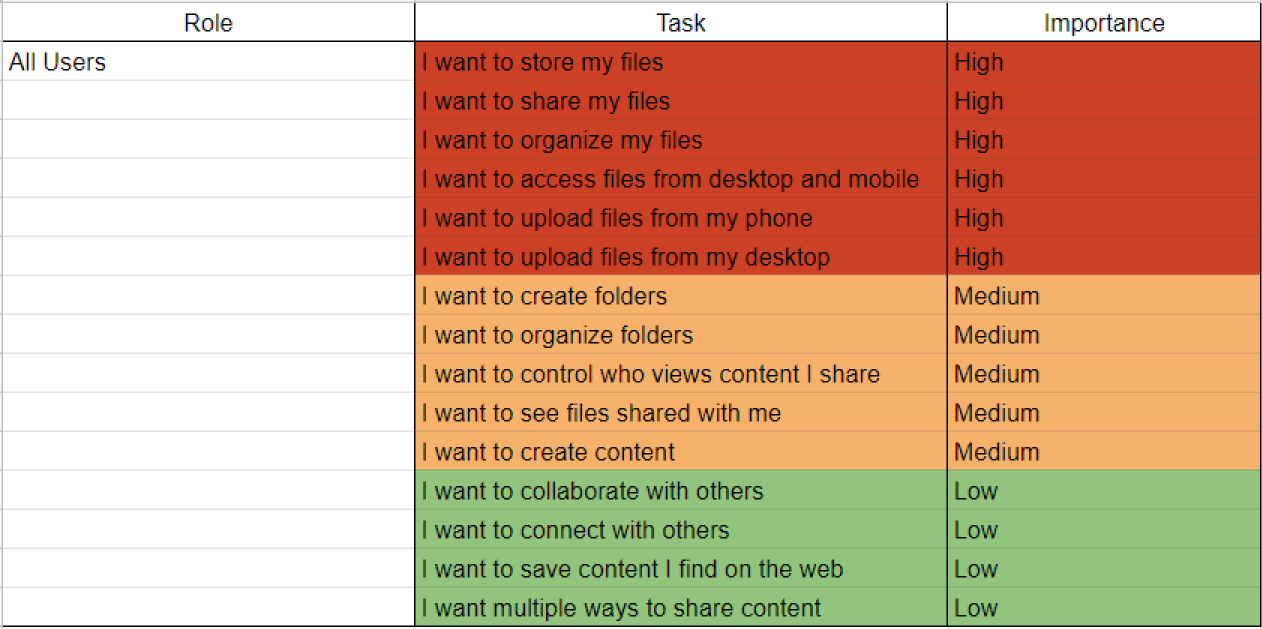 Role Task Importance
All Users I want to store my files High
I want to share my files High
I want to organize my files High
I want to access files from desktop and mobile High
I want to upload files from my phone High
I want to upload files from my desktop High
I want to create folders Medium
I want to organize folders Medium
I want to control who views content I share Medium
I want to see files shared with me Medium
I want to create content Medium
I want to collaborate with others Low
I want to connect with others Low
I want to save content I find on the web Low
I want multiple ways to share content Low